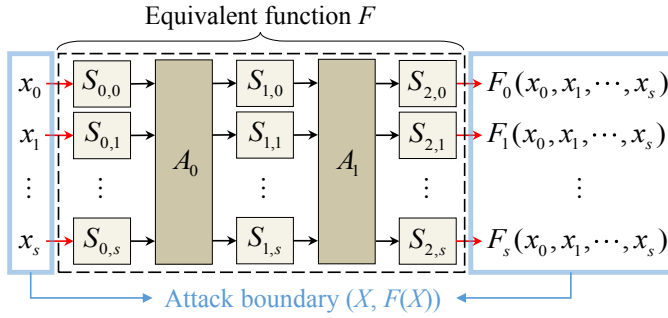 Equivalent function F
x₀ S₀,₀ S₁,₀ S₂,₀ F₀(x₀, x₁, ⋯, xₛ)
x₁ S₀,₁ S₁,₁ S₂,₁ F₁(x₀, x₁, ⋯, xₛ)
A₀ A₁
⋮ ⋮ ⋮ ⋮ ⋮
xₛ S₀,ₛ S₁,ₛ S₂,ₛ Fₛ(x₀, x₁, ⋯, xₛ)
Attack boundary (X, F(X))